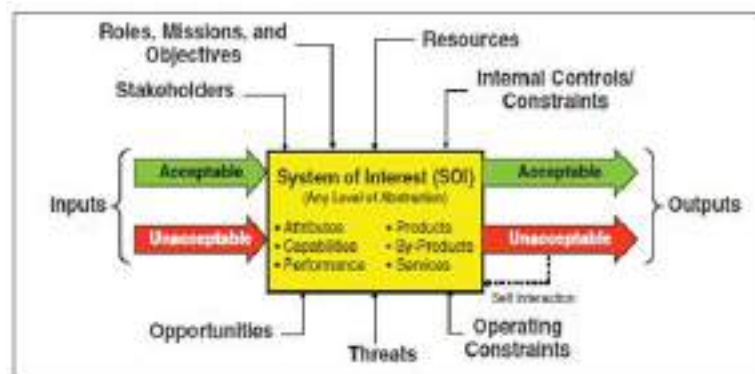 Roles, Missions, and
Objectives
Resources
Stakeholders
Internal Controls/
Constraints
Inputs
Acceptable
Unacceptable
System of Interest (SOI)
(Any Level of Abstraction)
• Attributes
• Capabilities
• Performance
• Products
• By-Products
• Services
Acceptable
Unacceptable
Outputs
Self Interaction
Opportunities
Threats
Operating
Constraints